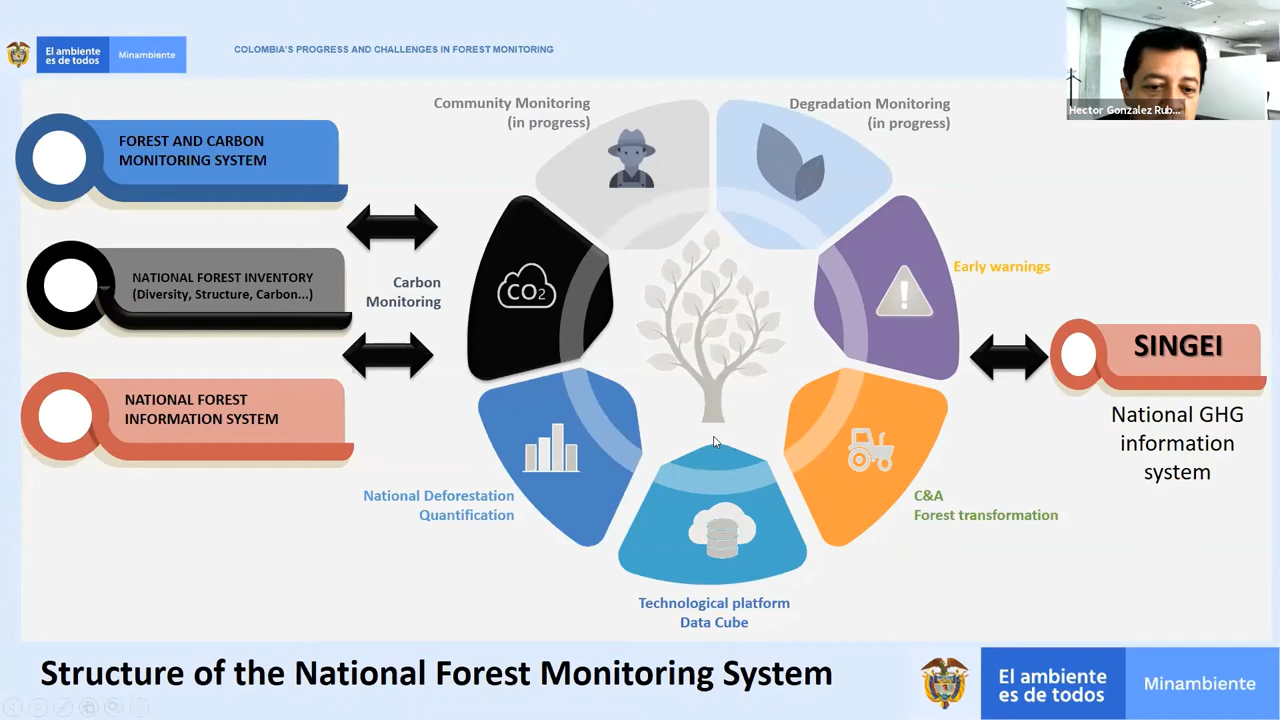 El ambiente
es de todos
Minambiente
COLOMBIA'S PROGRESS AND CHALLENGES IN FOREST MONITORING
Hector Gonzalez Rub...
FOREST AND CARBON
MONITORING SYSTEM
NATIONAL FOREST INVENTORY
(Diversity, Structure, Carbon...)
NATIONAL FOREST
INFORMATION SYSTEM
Community Monitoring
(in progress)
Degradation Monitoring
(in progress)
Carbon
Monitoring
CO2
Early warnings
National Deforestation
Quantification
C&A
Forest transformation
Technological platform
Data Cube
SINGEI
National GHG
information
system
Structure of the National Forest Monitoring System
El ambiente
es de todos
Minambiente